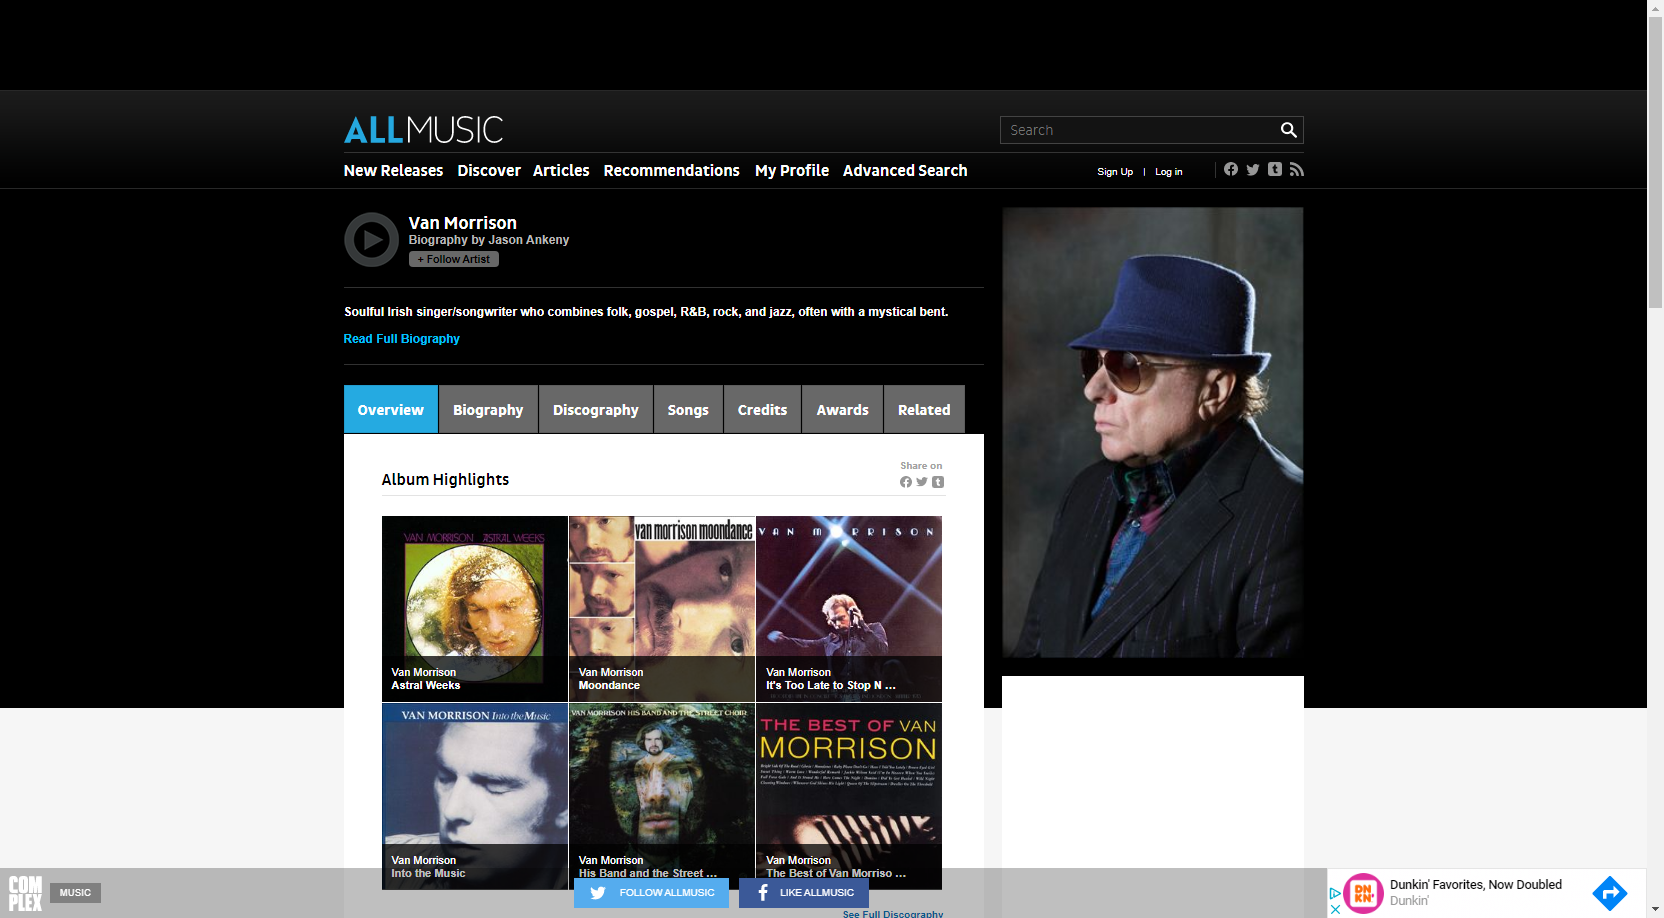 ALLMUSIC
Search
New Releases Discover Articles Recommendations My Profile Advanced Search
Sign Up | Log in
Van Morrison
Biography by Jason Ankeny
+ Follow Artist
Soulful Irish singer/songwriter who combines folk, gospel, R&B, rock, and jazz, often with a mystical bent.
Read Full Biography
Overview Biography Discography Songs Credits Awards Related
Album Highlights
Share on
VAN MORRISON ASTRAL WEEKS
Van Morrison
Astral Weeks
van morrison moondance
Van Morrison
Moondance
VAN MORRISON
Van Morrison
It's Too Late to Stop N ...
VAN MORRISON Into the Music
Van Morrison
Into the Music
VAN MORRISON HIS BAND AND THE STREET CHOIR
Van Morrison
His Band and the Street ...
THE BEST OF VAN
MORRISON
Van Morrison
The Best of Van Morriso ...
See Full Discography
COM
PLEX
MUSIC
FOLLOW ALLMUSIC
LIKE ALLMUSIC
DN
KN'
Dunkin' Favorites, Now Doubled
Dunkin'